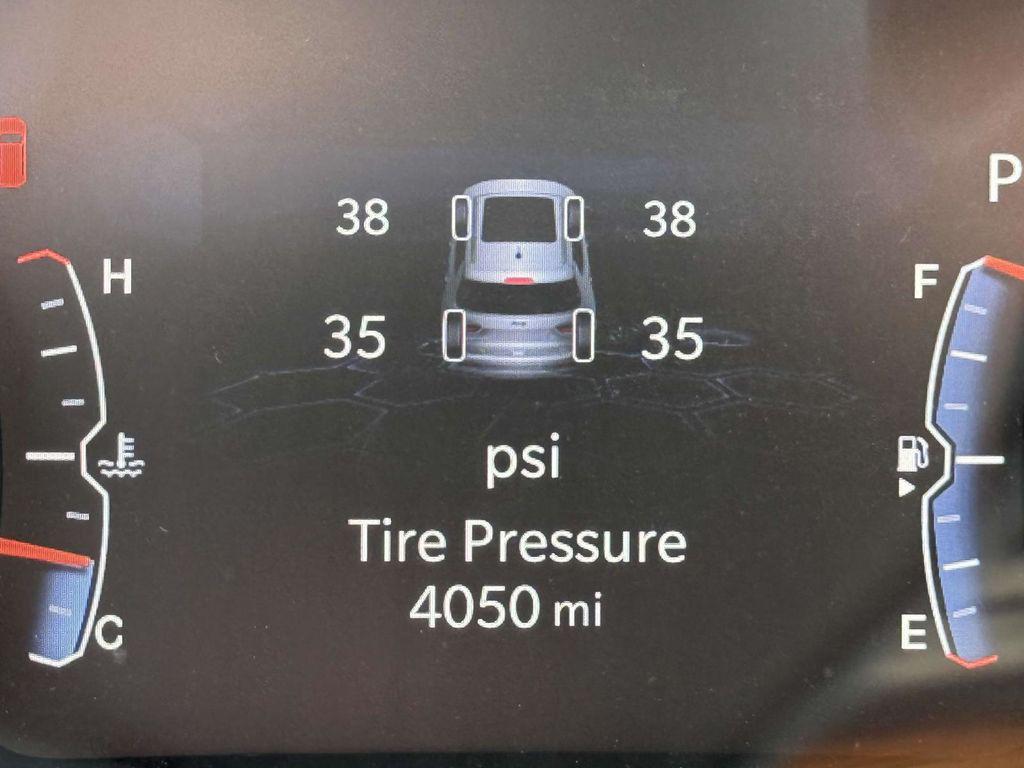 P
38 38
H F
35 35
psi
Tire Pressure
4050 mi
C E